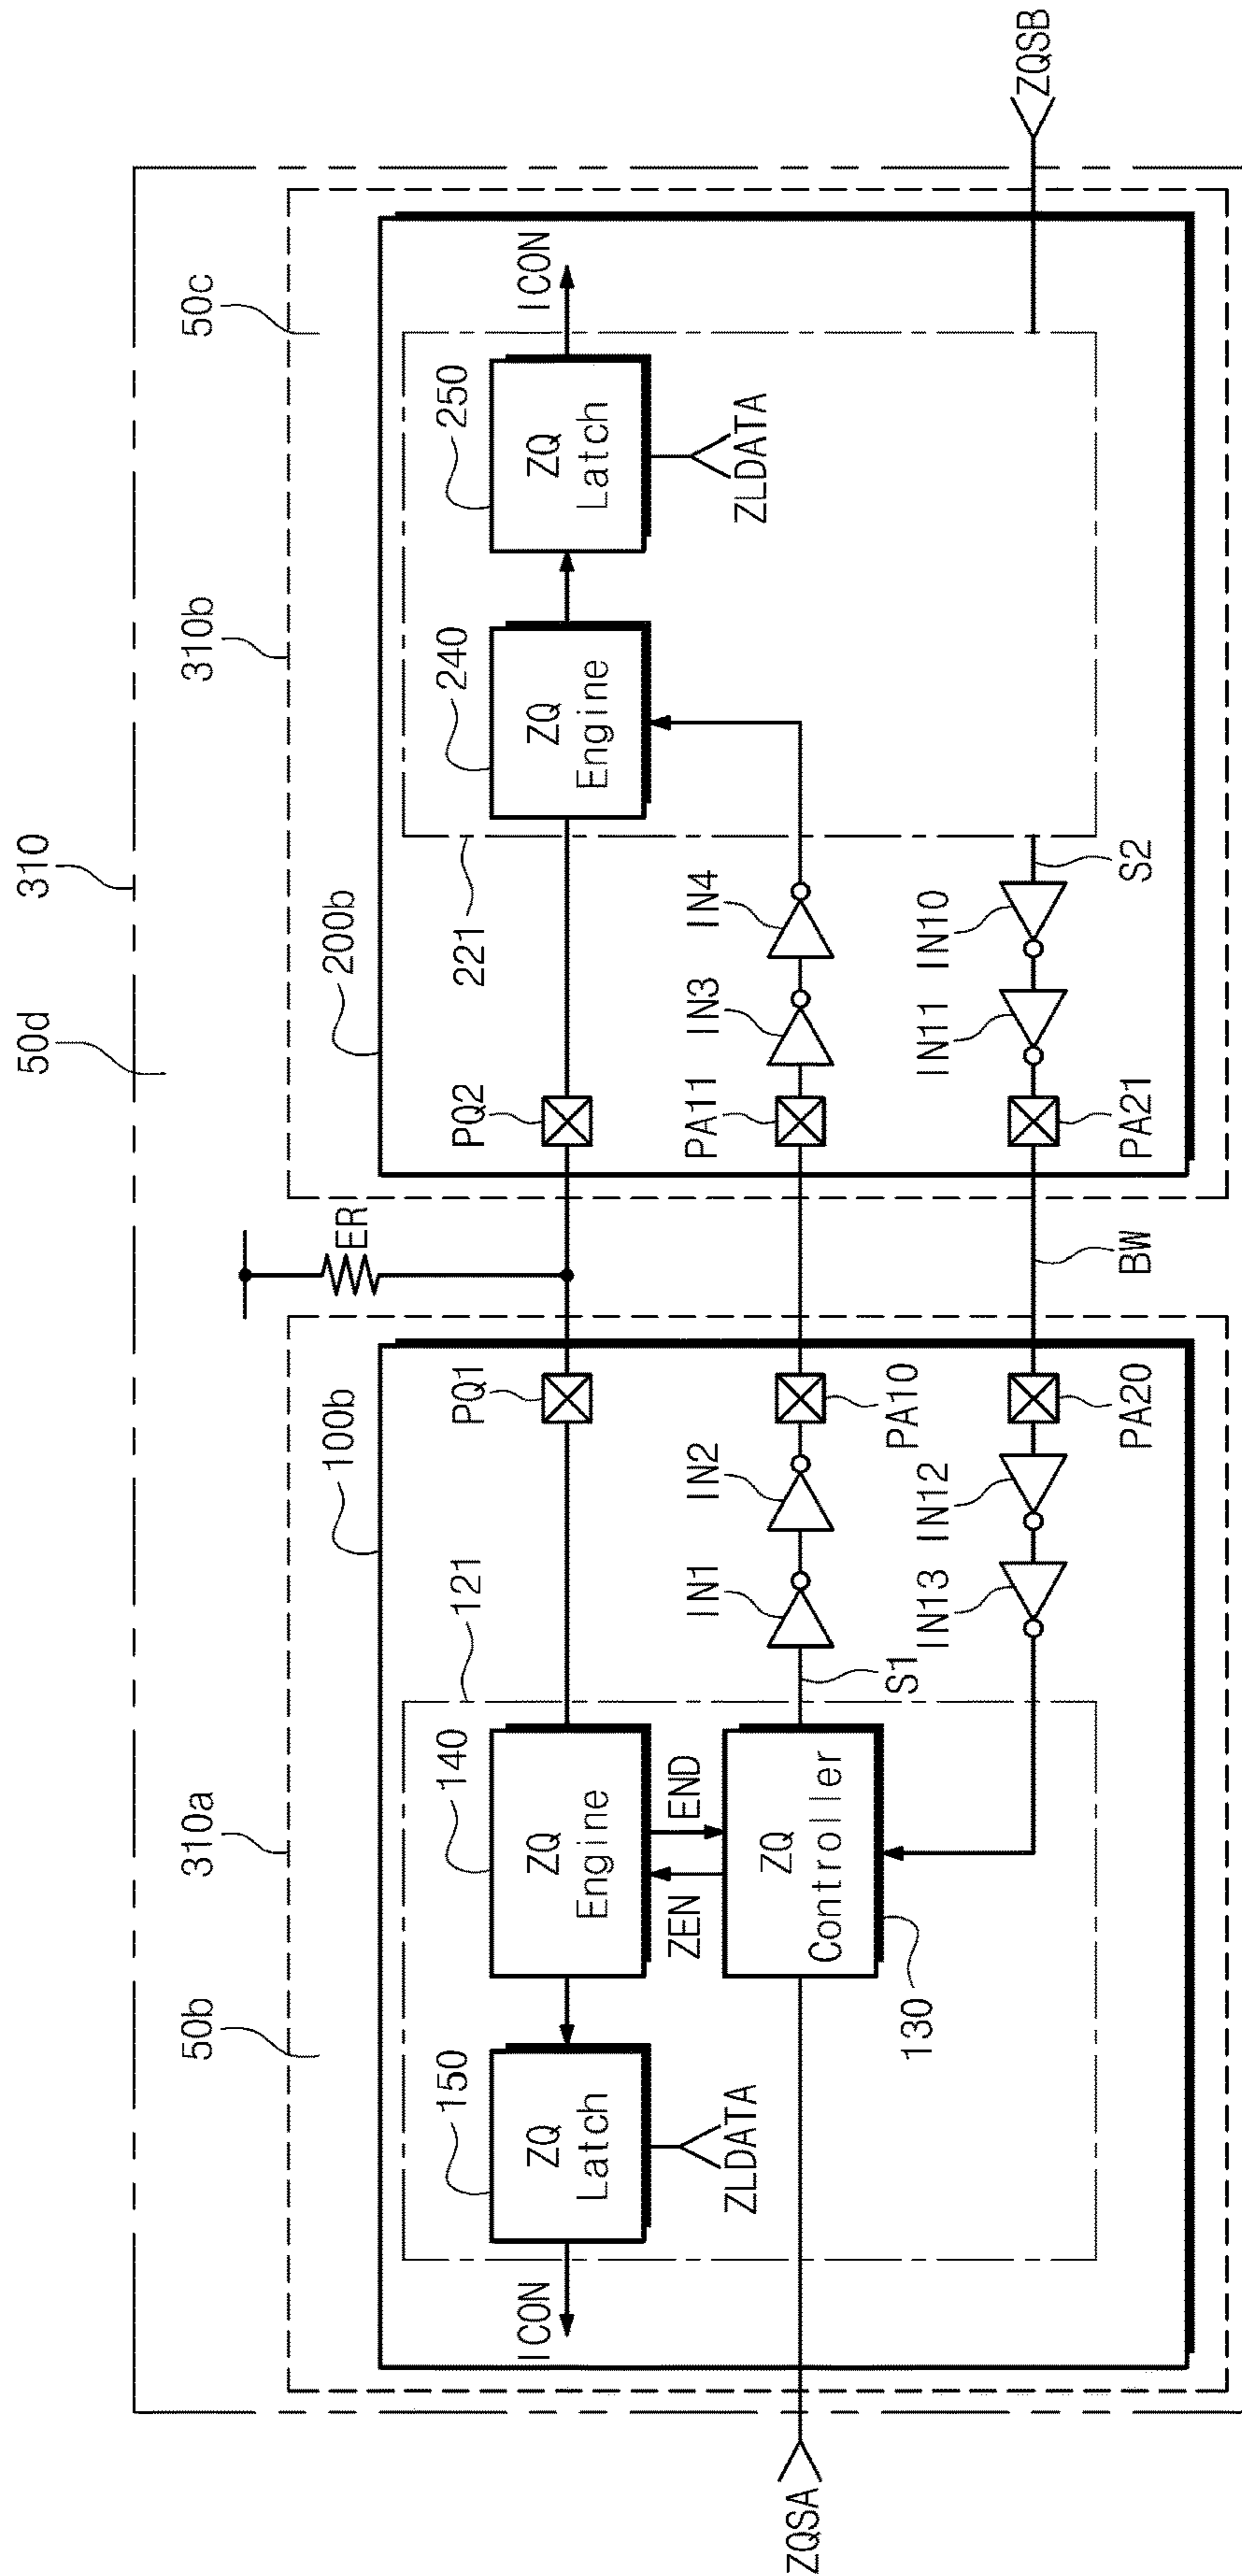 310
50d
310a
310b
50b
50c
100b
200b
ER
121
221
ICON
150
ZQ
Latch
ZLDATA
140
ZQ
Engine
PQ1
PQ2
240
ZQ
Engine
250
ZQ
Latch
ZLDATA
ICON
ZEN
END
ZQSA
ZQ
Controller
130
S1
IN1
IN2
PA10
PA11
IN3
IN4
IN13
IN12
PA20
BW
PA21
IN11
IN10
S2
ZQSB